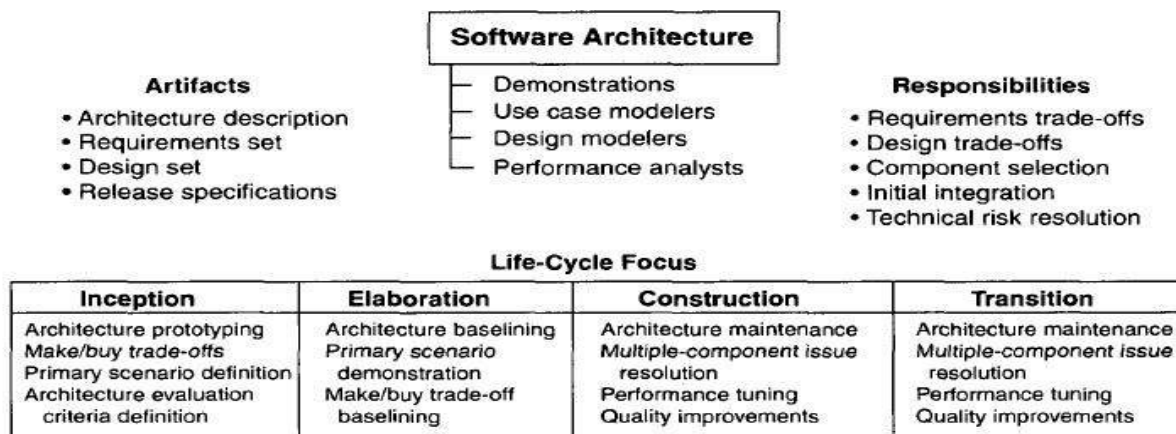 Software Architecture
Demonstrations
Use case modelers
Design modelers
Performance analysts
Artifacts
• Architecture description
• Requirements set
• Design set
• Release specifications
Responsibilities
• Requirements trade-offs
• Design trade-offs
• Component selection
• Initial integration
• Technical risk resolution
Life-Cycle Focus
Inception
Architecture prototyping
Make/buy trade-offs
Primary scenario definition
Architecture evaluation
criteria definition
Elaboration
Architecture baselining
Primary scenario
demonstration
Make/buy trade-off
baselining
Construction
Architecture maintenance
Multiple-component issue
resolution
Performance tuning
Quality improvements
Transition
Architecture maintenance
Multiple-component issue
resolution
Performance tuning
Quality improvements